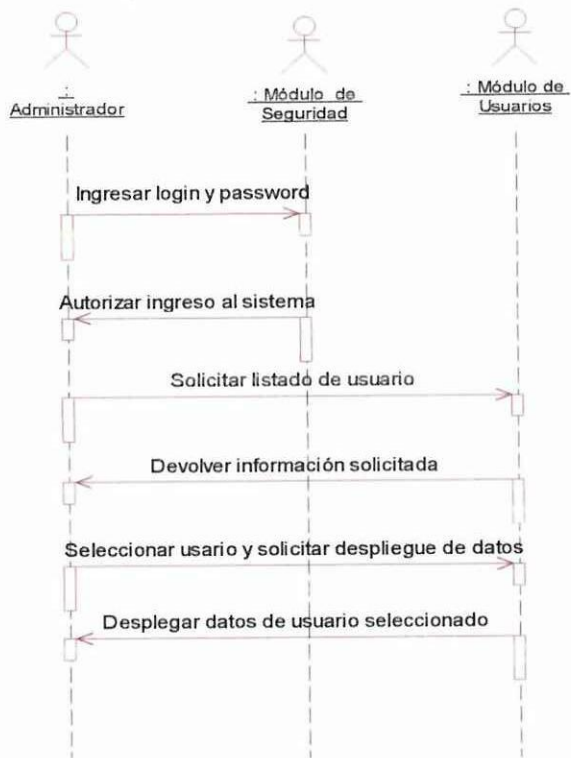 :
Administrador
: Módulo de
Seguridad
: Módulo de
Usuarios
Ingresar login y password
Autorizar ingreso al sistema
Solicitar listado de usuario
Devolver información solicitada
Seleccionar usario y solicitar despliegue de datos
Desplegar datos de usuario seleccionado